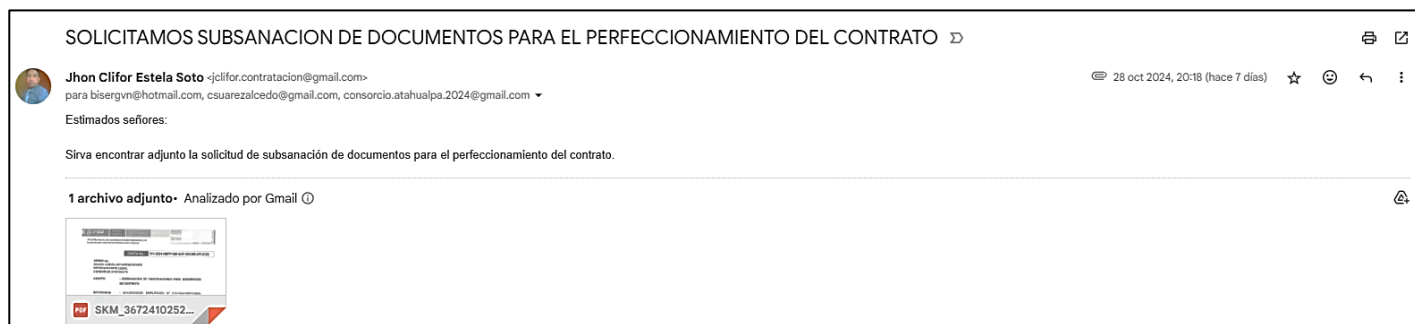 SOLICITAMOS SUBSANACION DE DOCUMENTOS PARA EL PERFECCIONAMIENTO DEL CONTRATO
Jhon Clifor Estela Soto <jclifor.contratacion@gmail.com>
28 oct 2024, 20:18 (hace 7 días)
para bisergvn@hotmail.com, csuarezalcedo@gmail.com, consorcio.atahualpa.2024@gmail.com
Estimados señores:
Sirva encontrar adjunto la solicitud de subsanación de documentos para el perfeccionamiento del contrato.
1 archivo adjunto• Analizado por Gmail
PDF SKM_3672410252...